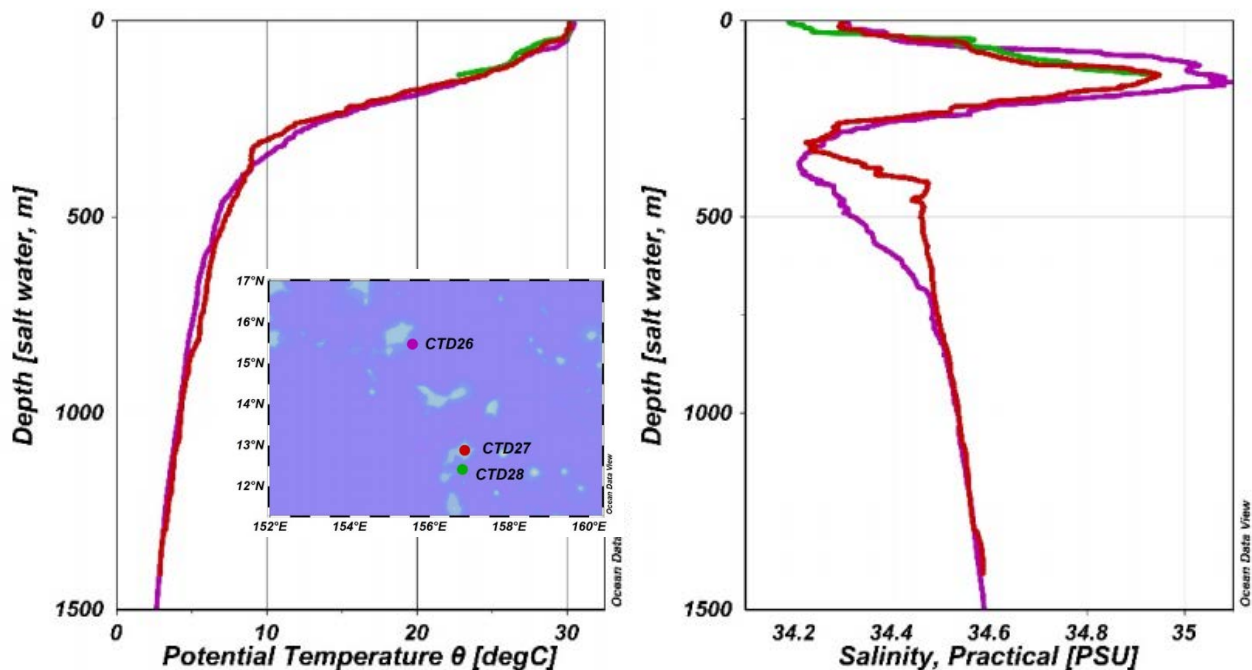 0
500
1000
1500
Depth [salt water, m]
0 10 20 30
Potential Temperature θ [degC]
Ocean Data
17°N
16°N
15°N
14°N
13°N
12°N
152°E 154°E 156°E 158°E 160°E
CTD26
CTD27
CTD28
Ocean Data View
0
500
1000
1500
Depth [salt water, m]
34.2 34.4 34.6 34.8 35
Salinity, Practical [PSU]
Ocean Data View